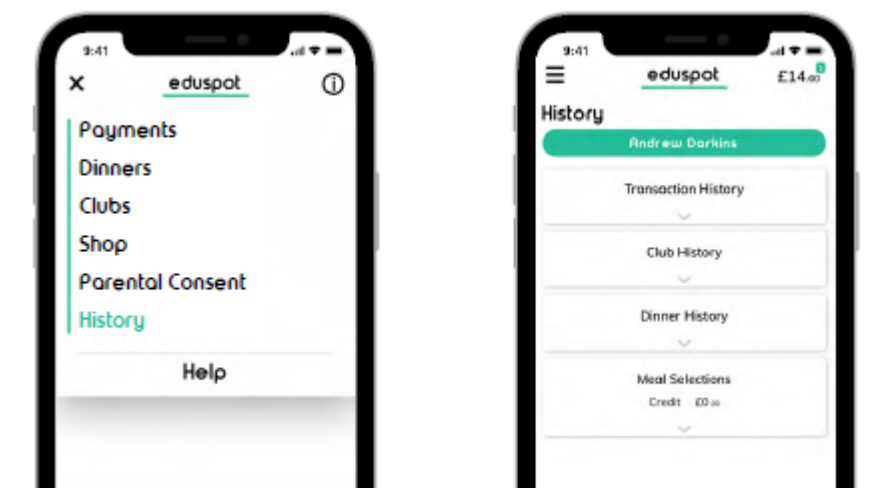 9:41
eduspot
Payments
Dinners
Clubs
Shop
Parental Consent
History
Help
9:41
eduspot
£14.00
1
History
Andrew Darkins
Transaction History
Club History
Dinner History
Meal Selections
Credit £0.00